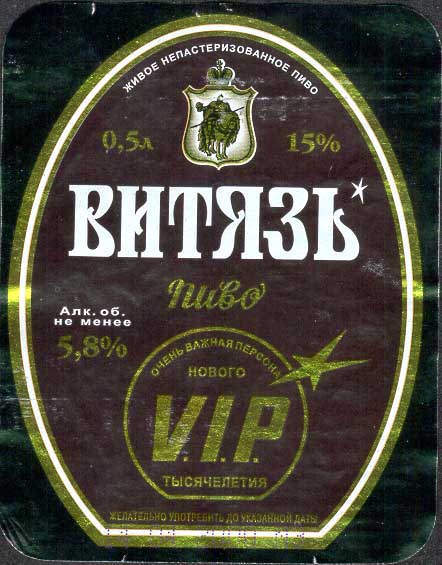 ЖИВОЕ НЕПАСТЕРИЗОВАННОЕ ПИВО
0,5л 15%
ВИТЯЗЬ*
пиво
Алк. об.
не менее
5,8%
ОЧЕНЬ ВАЖНАЯ ПЕРСОНА
НОВОГО
V.I.P.
ТЫСЯЧЕЛЕТИЯ
ЖЕЛАТЕЛЬНО УПОТРЕБИТЬ ДО УКАЗАННОЙ ДАТЫ